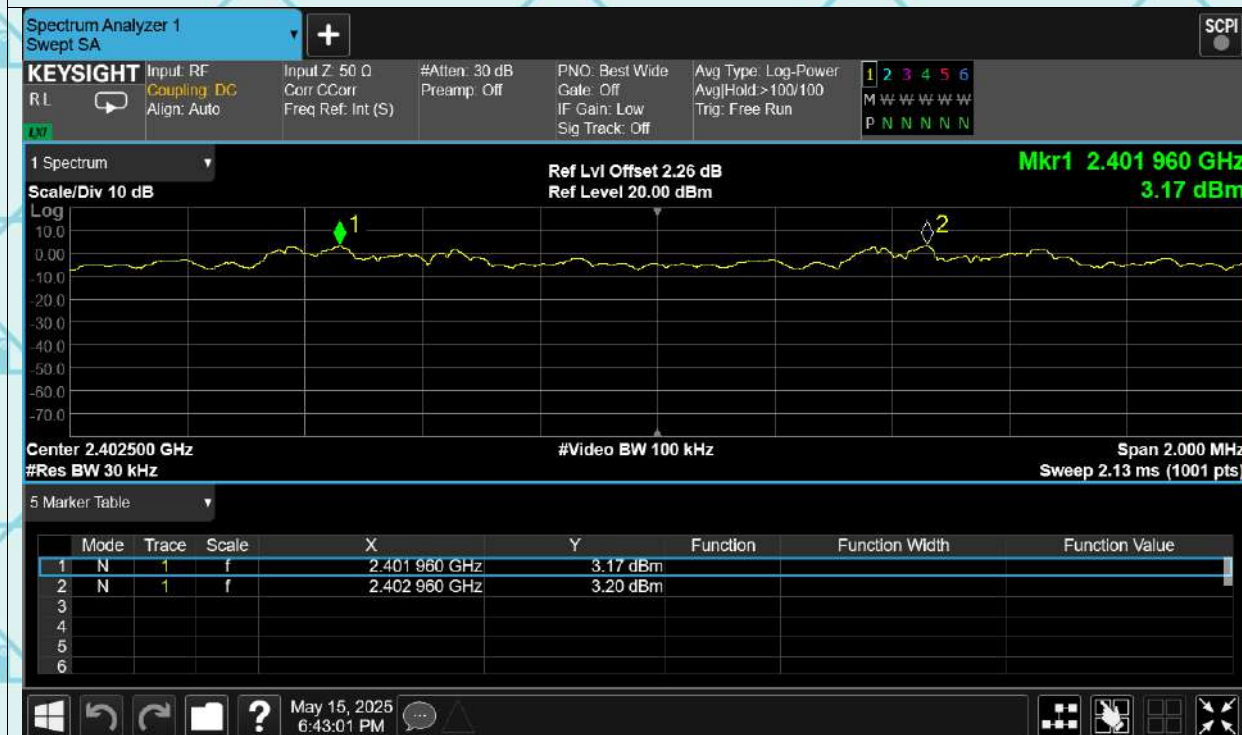 Spectrum Analyzer 1
Swept SA
+
SCPI
KEYSIGHT
RL
LXI
Input: RF
Coupling: DC
Align: Auto
Input Z: 50 Ω
Corr CCorr
Freq Ref: Int (S)
#Atten: 30 dB
Preamp: Off
PNO: Best Wide
Gate: Off
IF Gain: Low
Sig Track: Off
Avg Type: Log-Power
Avg|Hold:>100/100
Trig: Free Run
1 2 3 4 5 6
M W W W W W
P N N N N N
1 Spectrum
Scale/Div 10 dB
Ref Lvl Offset 2.26 dB
Ref Level 20.00 dBm
Mkr1 2.401 960 GHz
3.17 dBm
Log
10.0
0.00
-10.0
-20.0
-30.0
-40.0
-50.0
-60.0
-70.0
1
2
Center 2.402500 GHz
#Res BW 30 kHz
#Video BW 100 kHz
Span 2.000 MHz
Sweep 2.13 ms (1001 pts)
5 Marker Table
Mode Trace Scale X Y Function Function Width Function Value
1 N 1 f 2.401 960 GHz 3.17 dBm
2 N 1 f 2.402 960 GHz 3.20 dBm
3
4
5
6
?
May 15, 2025
6:43:01 PM